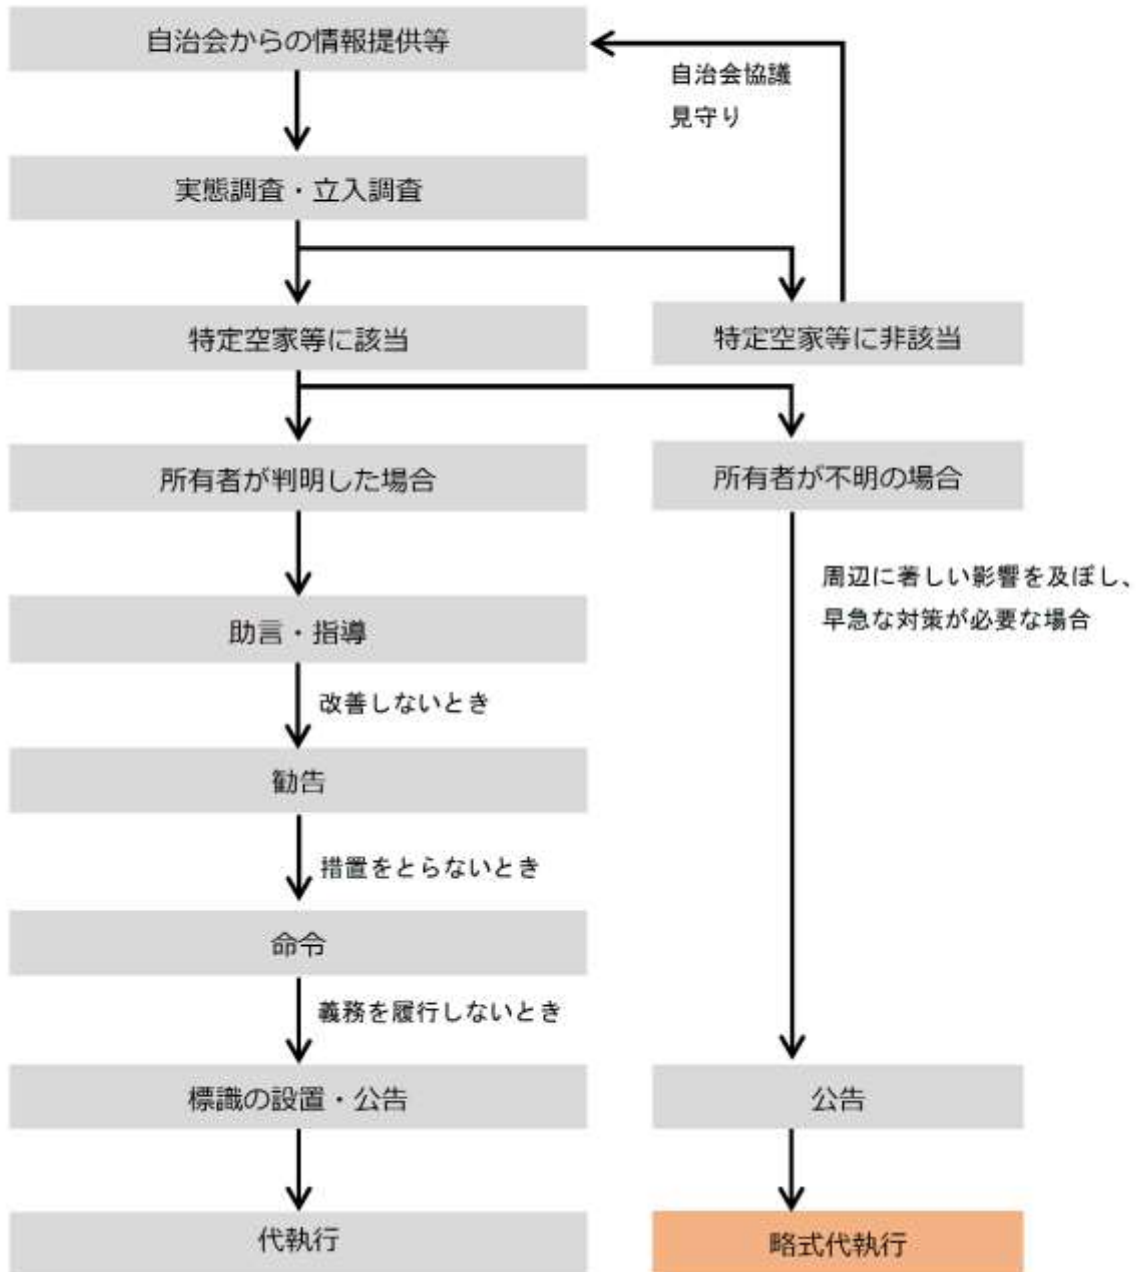 自治会からの情報提供等
自治会協議
見守り
実態調査・立入調査
特定空家等に該当
特定空家等に非該当
所有者が判明した場合
所有者が不明の場合
周辺に著しい影響を及ぼし、
早急な対策が必要な場合
助言・指導
改善しないとき
勧告
措置をとらないとき
命令
義務を履行しないとき
標識の設置・公告
公告
代執行
略式代執行